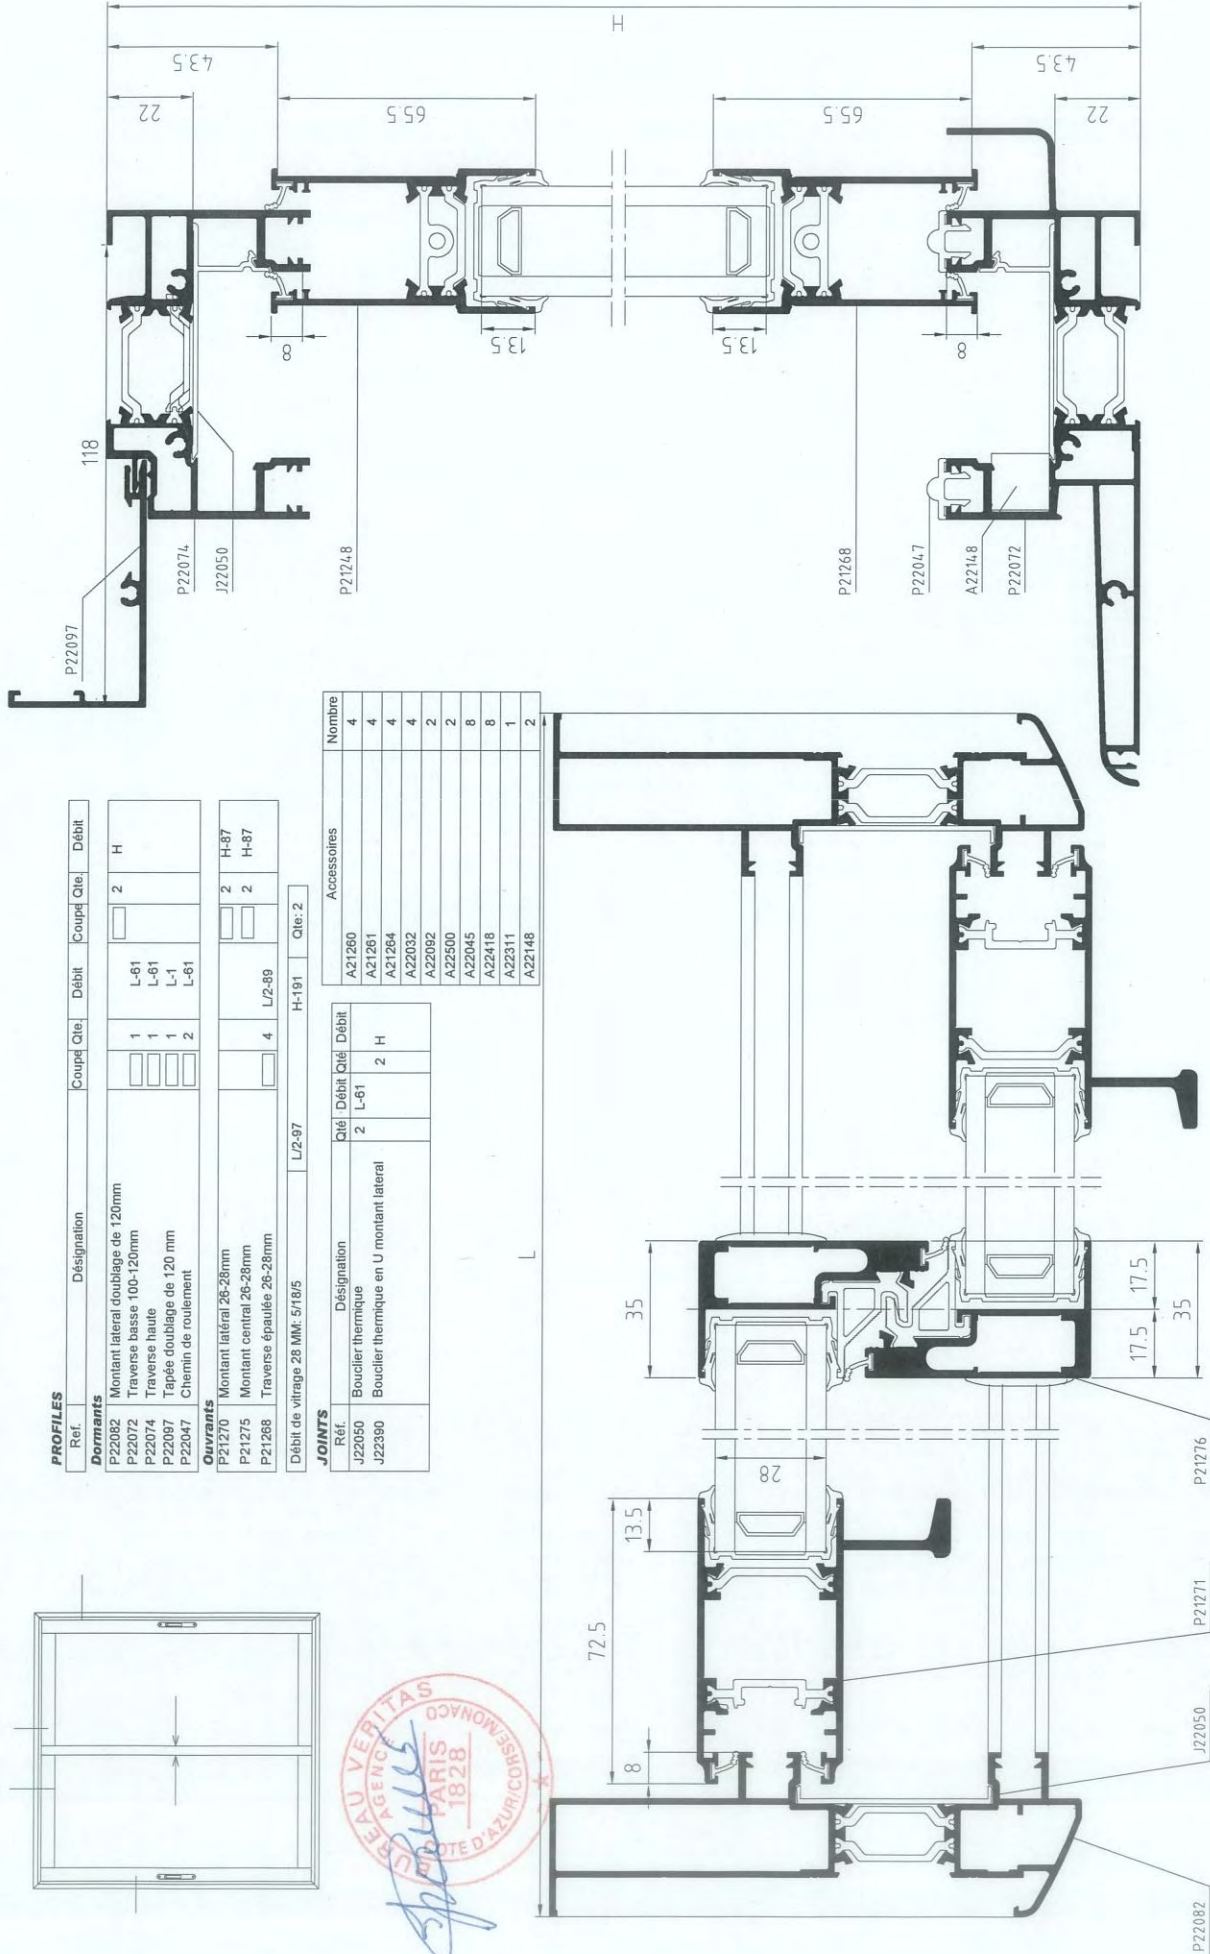 PROFILES
Ref. Désignation Coupe Qte. Débit Coupe Qte. Débit
Dormants
P22082 Montant lateral doublage de 120mm 2 H
P22072 Traverse basse 100-120mm 1 L-61
P22074 Traverse haute 1 L-61
P22097 Tapée doublage de 120 mm 1 L-1
P22047 Chemin de roulement 2 L-61
Ouvrants
P21270 Montant latéral 26-28mm 2 H-87
P21275 Montant central 26-28mm 2 H-87
P21268 Traverse épaulée 26-28mm 4 L/2-89
Débit de vitrage 28 MM: 5/18/5 L/2-97 H-191 Qte: 2
JOINTS
Réf. Désignation Qté Débit Qté Débit
J22050 Bouclier thermique 2 L-61
J22390 Bouclier thermique en U montant lateral 2 H
Accessoires Nombre
A21260 4
A21261 4
A21264 4
A22032 4
A22092 2
A22500 2
A22045 8
A22418 8
A22311 1
A22148 2
BUREAU VERITAS
AGENCE
PARIS
1828
COTE D'AZUR/CORSE/MONACO
P22097
118
P22074
J22050
P21248
P21268
P22047
A22148
P22072
8
13.5
13.5
8
22
43.5
65.5
65.5
43.5
22
H
L
72.5
8
13.5
28
35
17.5
17.5
35
P22082
J22050
P21271
P21276